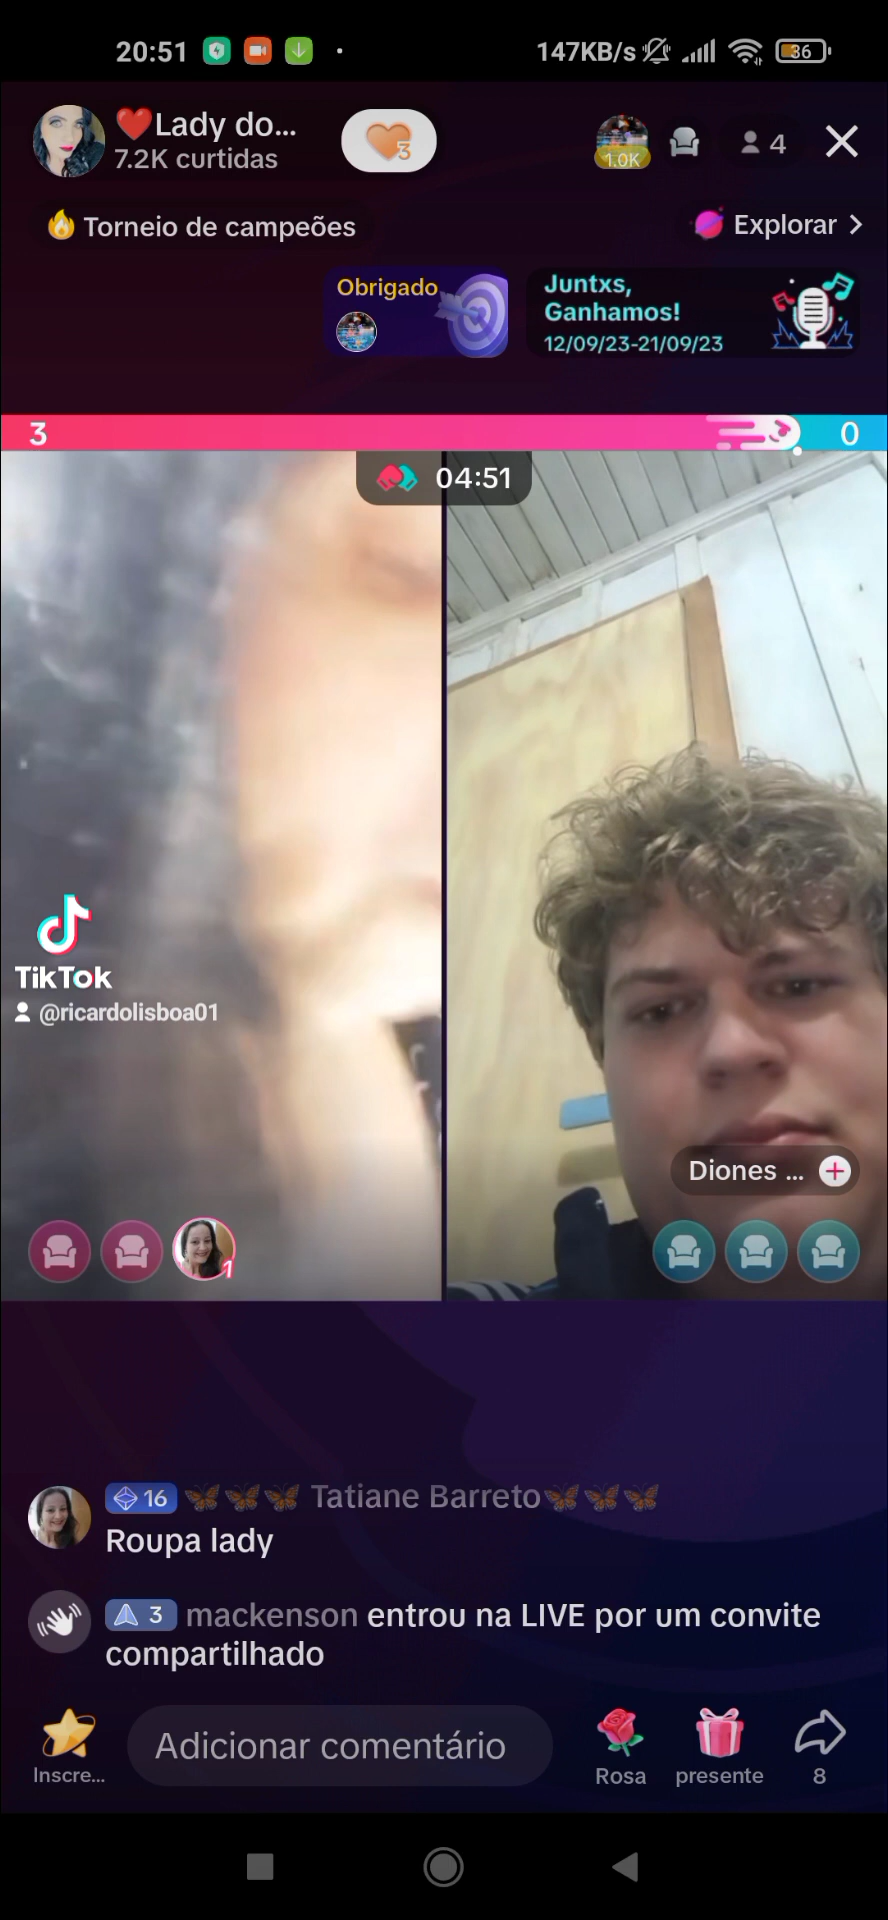 20:51 147KB/s 36
❤️Lady do...
7.2K curtidas
3
1.0K
4
🔥 Torneio de campeões
Explorar >
Obrigado
Juntxs,
Ganhamos!
12/09/23-21/09/23
3 0
04:51
TikTok
@ricardolisboa01
Diones ...
1
16 🦋🦋🦋 Tatiane Barreto🦋🦋🦋
Roupa lady
3 mackenson entrou na LIVE por um convite
compartilhado
Adicionar comentário
Inscre... Rosa presente 8